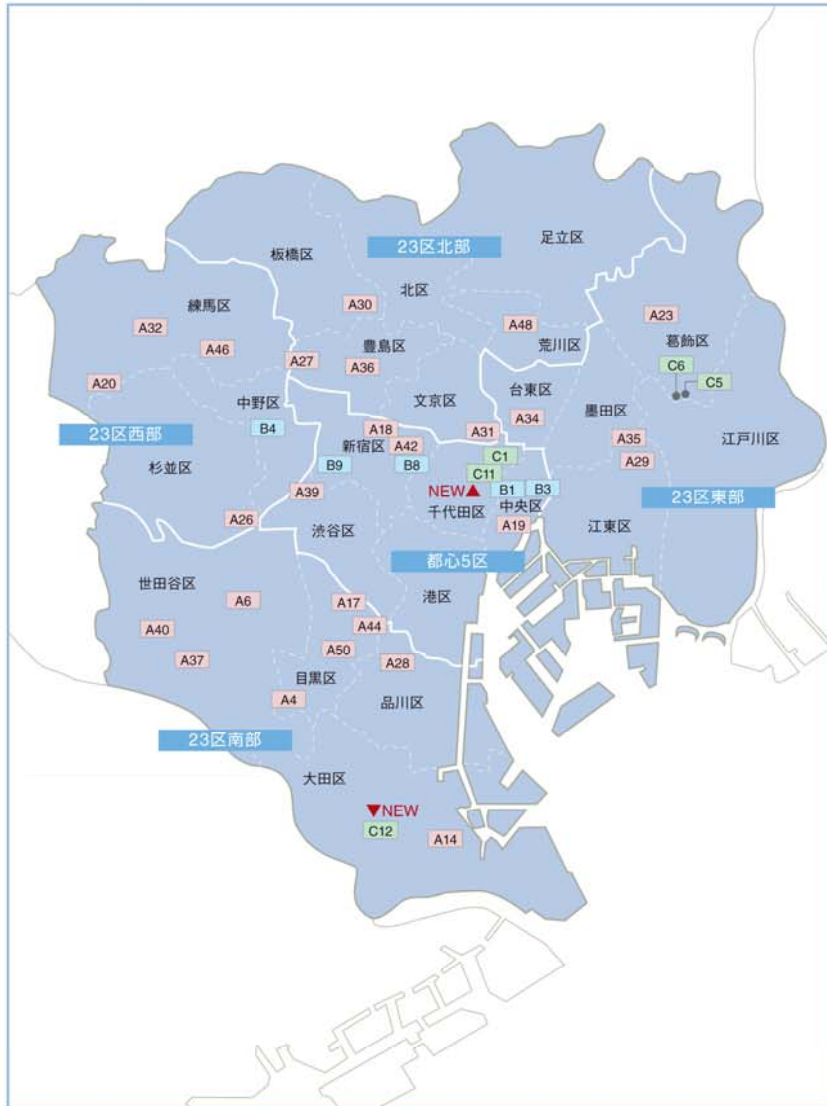 足立区
23区北部
板橋区
北区
A30
A23
練馬区
A32
A48
葛飾区
A46
豊島区
荒川区
A27
A36
C6
A20
台東区
C5
文京区
中野区
墨田区
A34
B4
A18
A31
23区西部
新宿区
A42
A35
江戸川区
杉並区
B9
B8
C1
A29
C11
A39
NEW▲
B1
B3
23区東部
中央区
千代田区
A26
A19
江東区
渋谷区
都心5区
世田谷区
A6
A17
港区
A40
A44
A37
A50
A28
目黒区
A4
品川区
23区南部
大田区
▼NEW
C12
A14